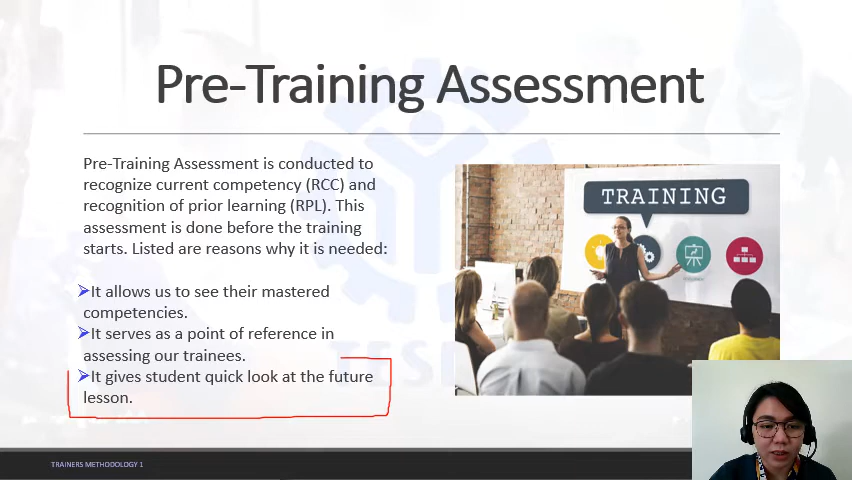 Pre-Training Assessment
Pre-Training Assessment is conducted to
recognize current competency (RCC) and
recognition of prior learning (RPL). This
assessment is done before the training
starts. Listed are reasons why it is needed:
It allows us to see their mastered
competencies.
It serves as a point of reference in
assessing our trainees.
It gives student quick look at the future
lesson.
TRAINING
TESDA
TRAINERS METHODOLOGY 1